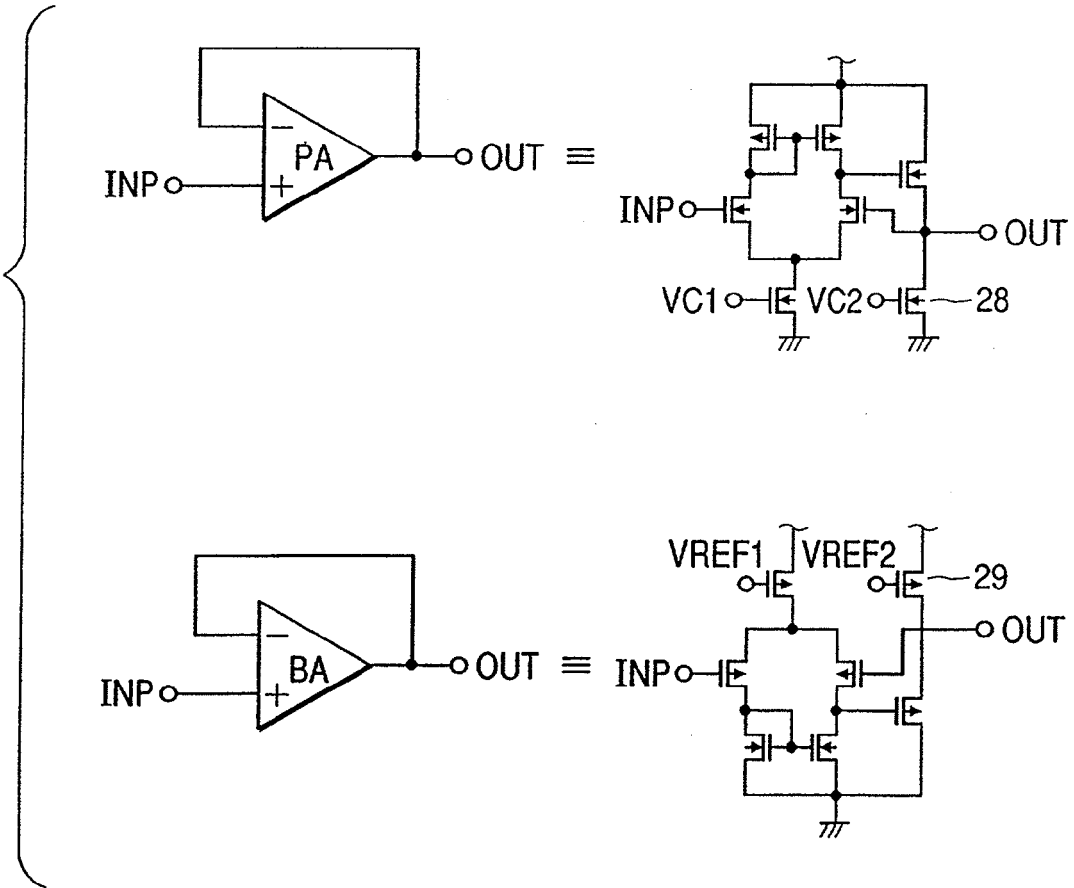 PA
INP
OUT
≡
INP
OUT
VC1
VC2
28
BA
INP
OUT
≡
VREF1
VREF2
29
OUT
INP